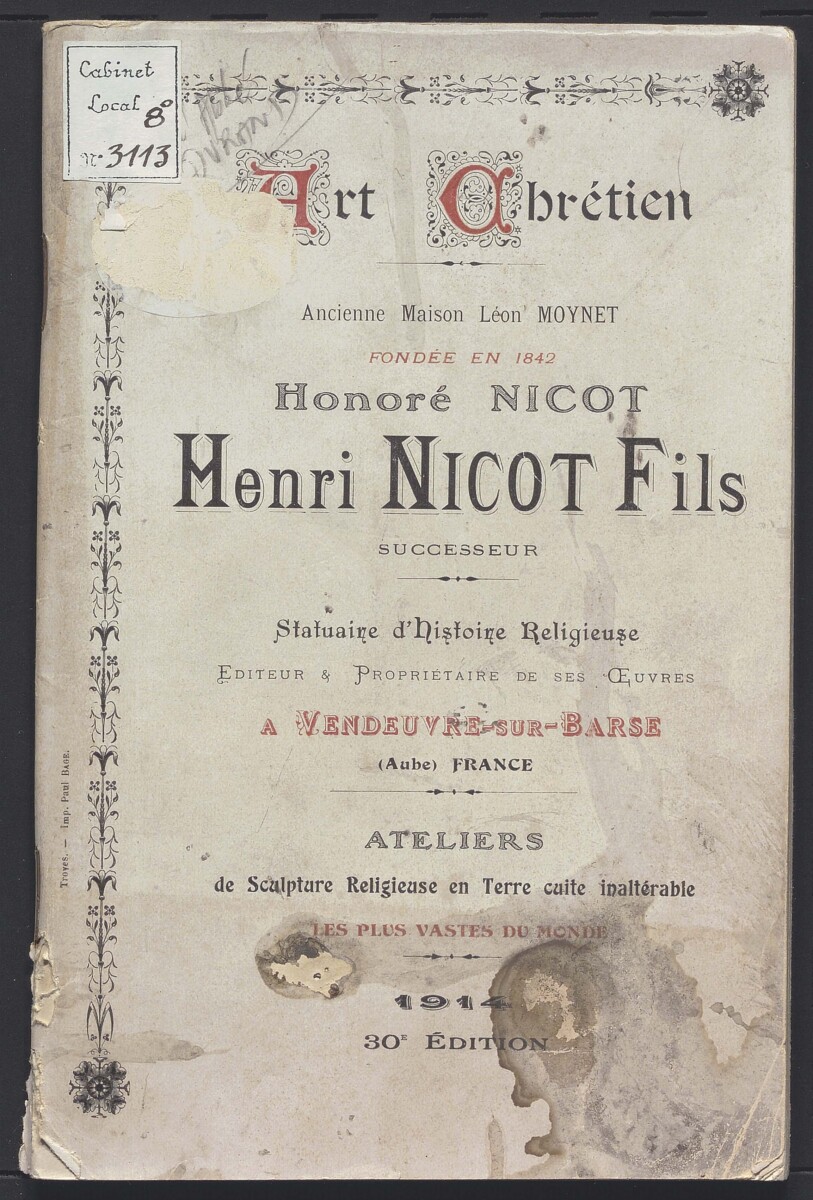 Cabinet
Local 8°
N° 3113
Art Chrétien
Ancienne Maison Léon MOYNET
FONDÉE EN 1842
Honoré NICOT
Henri NICOT Fils
SUCCESSEUR
Statuaire d'Histoire Religieuse
EDITEUR & PROPRIÉTAIRE DE SES ŒUVRES
A VENDEUVRE-SUR-BARSE
(Aube) FRANCE
ATELIERS
de Sculpture Religieuse en Terre cuite inaltérable
LES PLUS VASTES DU MONDE
1914
30E ÉDITION
Troyes. — Imp. Paul BAGE.